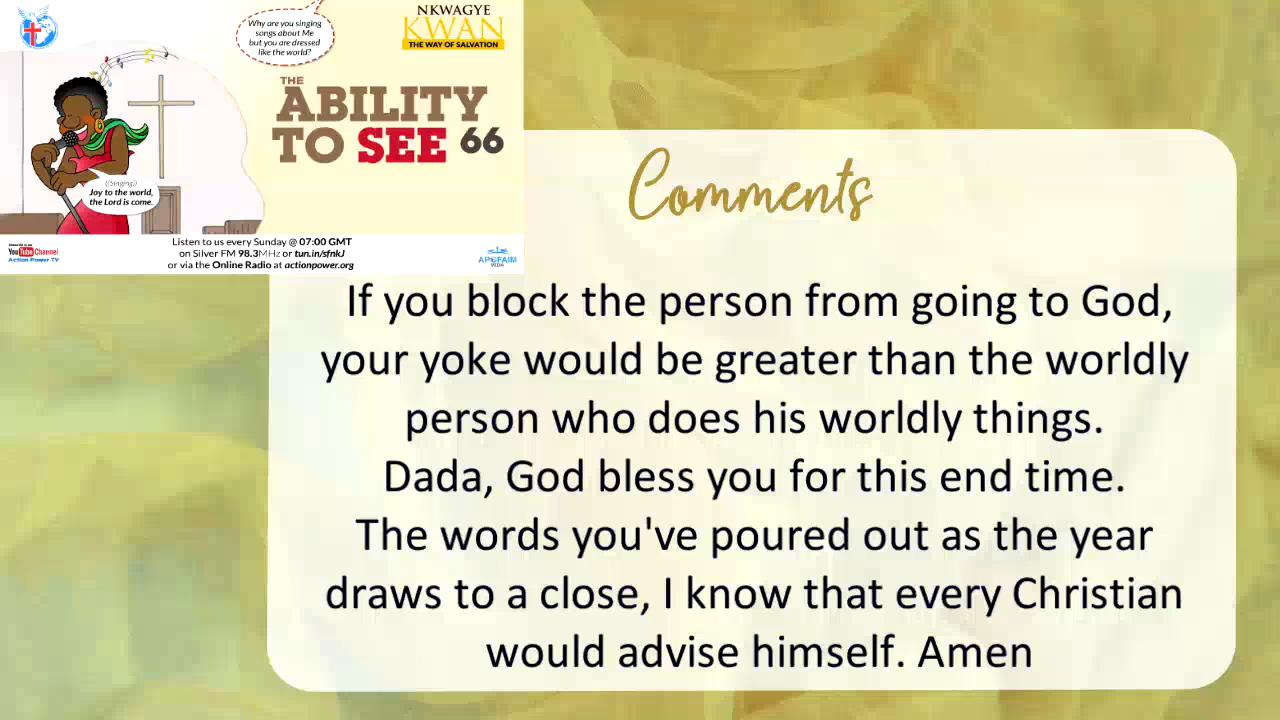 Why are you singing
songs about Me
but you are dressed
like the world?
NKWAGYE
KWAN
THE WAY OF SALVATION
THE
ABILITY
TO SEE 66
((Singing))
Joy to the world,
the Lord is come.
YouTube Channel
Action Power TV
Listen to us every Sunday @ 07:00 GMT
on Silver FM 98.3MHz or tun.in/sfnkJ
or via the Online Radio at actionpower.org
APOFAIM
Comments
If you block the person from going to God,
your yoke would be greater than the worldly
person who does his worldly things.
Dada, God bless you for this end time.
The words you've poured out as the year
draws to a close, I know that every Christian
would advise himself. Amen